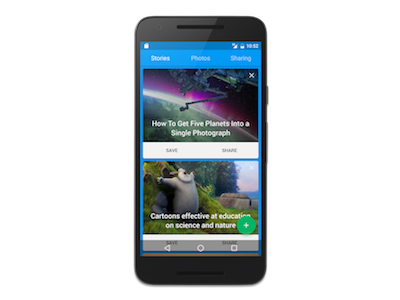 10:52
Stories Photos Sharing
How To Get Five Planets Into a
Single Photograph
SAVE SHARE
Cartoons effective at education
on science and nature
SAVE SHARE